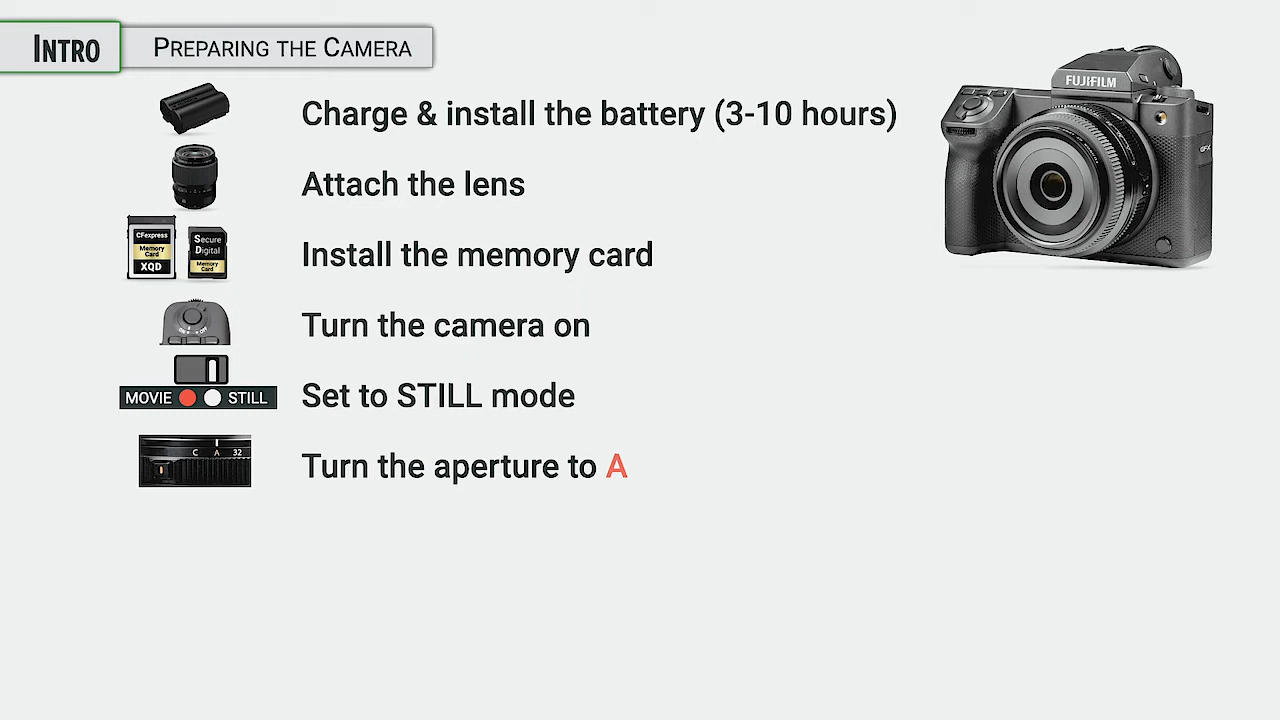 INTRO
PREPARING THE CAMERA
FUJIFILM
GFX
Charge & install the battery (3-10 hours)
Attach the lens
CFexpress
Memory
Card
XQD
Secure
Digital
Memory
Card
Install the memory card
ON OFF
Turn the camera on
MOVIE STILL
Set to STILL mode
C A 32
Turn the aperture to A